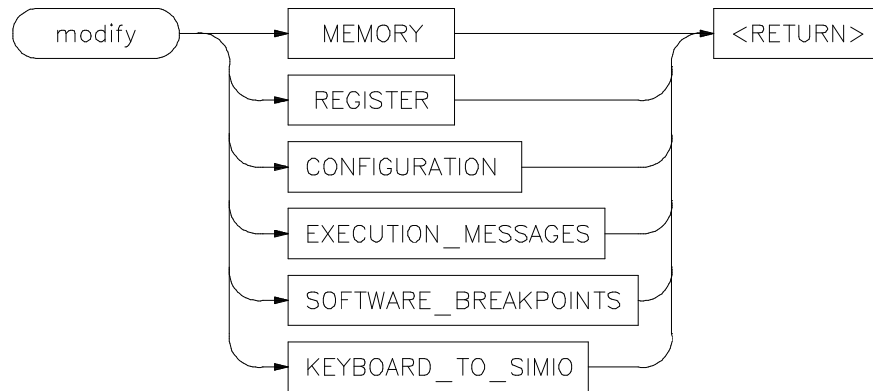 modify
MEMORY
<RETURN>
REGISTER
CONFIGURATION
EXECUTION_MESSAGES
SOFTWARE_BREAKPOINTS
KEYBOARD_TO_SIMIO